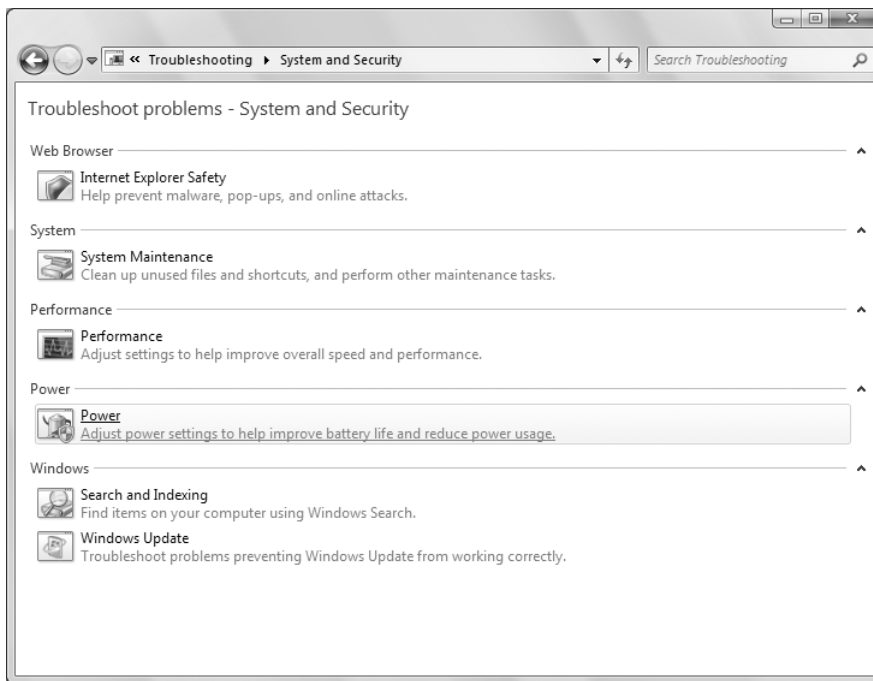 « Troubleshooting ▸ System and Security
Search Troubleshooting
Troubleshoot problems - System and Security
Web Browser
Internet Explorer Safety
Help prevent malware, pop-ups, and online attacks.
System
System Maintenance
Clean up unused files and shortcuts, and perform other maintenance tasks.
Performance
Performance
Adjust settings to help improve overall speed and performance.
Power
Power
Adjust power settings to help improve battery life and reduce power usage.
Windows
Search and Indexing
Find items on your computer using Windows Search.
Windows Update
Troubleshoot problems preventing Windows Update from working correctly.